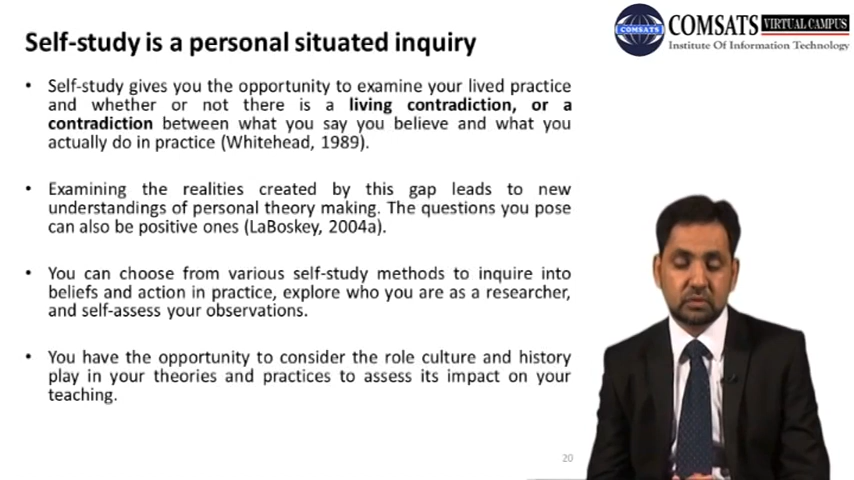 Self-study is a personal situated inquiry
COMSATS VIRTUAL CAMPUS
Institute Of Information Technology
COMSATS
• Self-study gives you the opportunity to examine your lived practice
and whether or not there is a living contradiction, or a
contradiction between what you say you believe and what you
actually do in practice (Whitehead, 1989).
• Examining the realities created by this gap leads to new
understandings of personal theory making. The questions you pose
can also be positive ones (LaBoskey, 2004a).
• You can choose from various self-study methods to inquire into
beliefs and action in practice, explore who you are as a researcher,
and self-assess your observations.
• You have the opportunity to consider the role culture and history
play in your theories and practices to assess its impact on your
teaching.
20